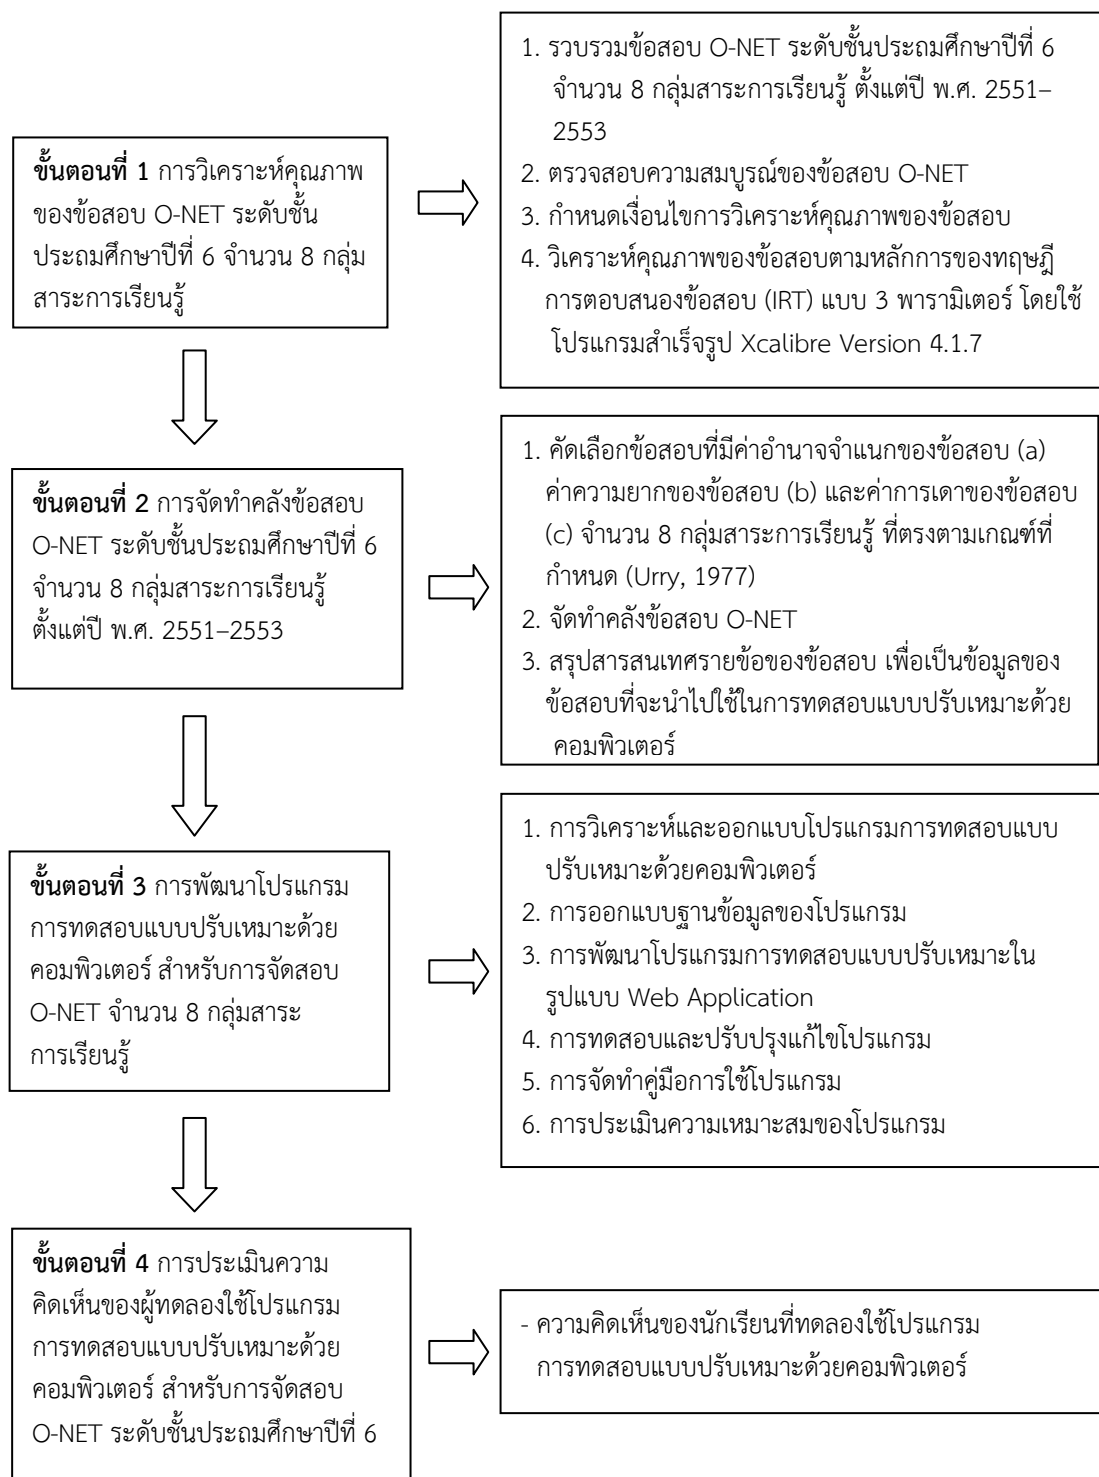 ขั้นตอนที่ 1 การวิเคราะห์คุณภาพ
ของข้อสอบ O-NET ระดับชั้น
ประถมศึกษาปีที่ 6 จำนวน 8 กลุ่ม
สาระการเรียนรู้
1. รวบรวมข้อสอบ O-NET ระดับชั้นประถมศึกษาปีที่ 6
จำนวน 8 กลุ่มสาระการเรียนรู้ ตั้งแต่ปี พ.ศ. 2551–
2553
2. ตรวจสอบความสมบูรณ์ของข้อสอบ O-NET
3. กำหนดเงื่อนไขการวิเคราะห์คุณภาพของข้อสอบ
4. วิเคราะห์คุณภาพของข้อสอบตามหลักการของทฤษฎี
การตอบสนองข้อสอบ (IRT) แบบ 3 พารามิเตอร์ โดยใช้
โปรแกรมสำเร็จรูป Xcalibre Version 4.1.7
ขั้นตอนที่ 2 การจัดทำคลังข้อสอบ
O-NET ระดับชั้นประถมศึกษาปีที่ 6
จำนวน 8 กลุ่มสาระการเรียนรู้
ตั้งแต่ปี พ.ศ. 2551–2553
1. คัดเลือกข้อสอบที่มีค่าอำนาจจำแนกของข้อสอบ (a)
ค่าความยากของข้อสอบ (b) และค่าการเดาของข้อสอบ
(c) จำนวน 8 กลุ่มสาระการเรียนรู้ ที่ตรงตามเกณฑ์ที่
กำหนด (Urry, 1977)
2. จัดทำคลังข้อสอบ O-NET
3. สรุปสารสนเทศรายข้อของข้อสอบ เพื่อเป็นข้อมูลของ
ข้อสอบที่จะนำไปใช้ในการทดสอบแบบปรับเหมาะด้วย
คอมพิวเตอร์
ขั้นตอนที่ 3 การพัฒนาโปรแกรม
การทดสอบแบบปรับเหมาะด้วย
คอมพิวเตอร์ สำหรับการจัดสอบ
O-NET จำนวน 8 กลุ่มสาระ
การเรียนรู้
1. การวิเคราะห์และออกแบบโปรแกรมการทดสอบแบบ
ปรับเหมาะด้วยคอมพิวเตอร์
2. การออกแบบฐานข้อมูลของโปรแกรม
3. การพัฒนาโปรแกรมการทดสอบแบบปรับเหมาะใน
รูปแบบ Web Application
4. การทดสอบและปรับปรุงแก้ไขโปรแกรม
5. การจัดทำคู่มือการใช้โปรแกรม
6. การประเมินความเหมาะสมของโปรแกรม
ขั้นตอนที่ 4 การประเมินความ
คิดเห็นของผู้ทดลองใช้โปรแกรม
การทดสอบแบบปรับเหมาะด้วย
คอมพิวเตอร์ สำหรับการจัดสอบ
O-NET ระดับชั้นประถมศึกษาปีที่ 6
- ความคิดเห็นของนักเรียนที่ทดลองใช้โปรแกรม
การทดสอบแบบปรับเหมาะด้วยคอมพิวเตอร์